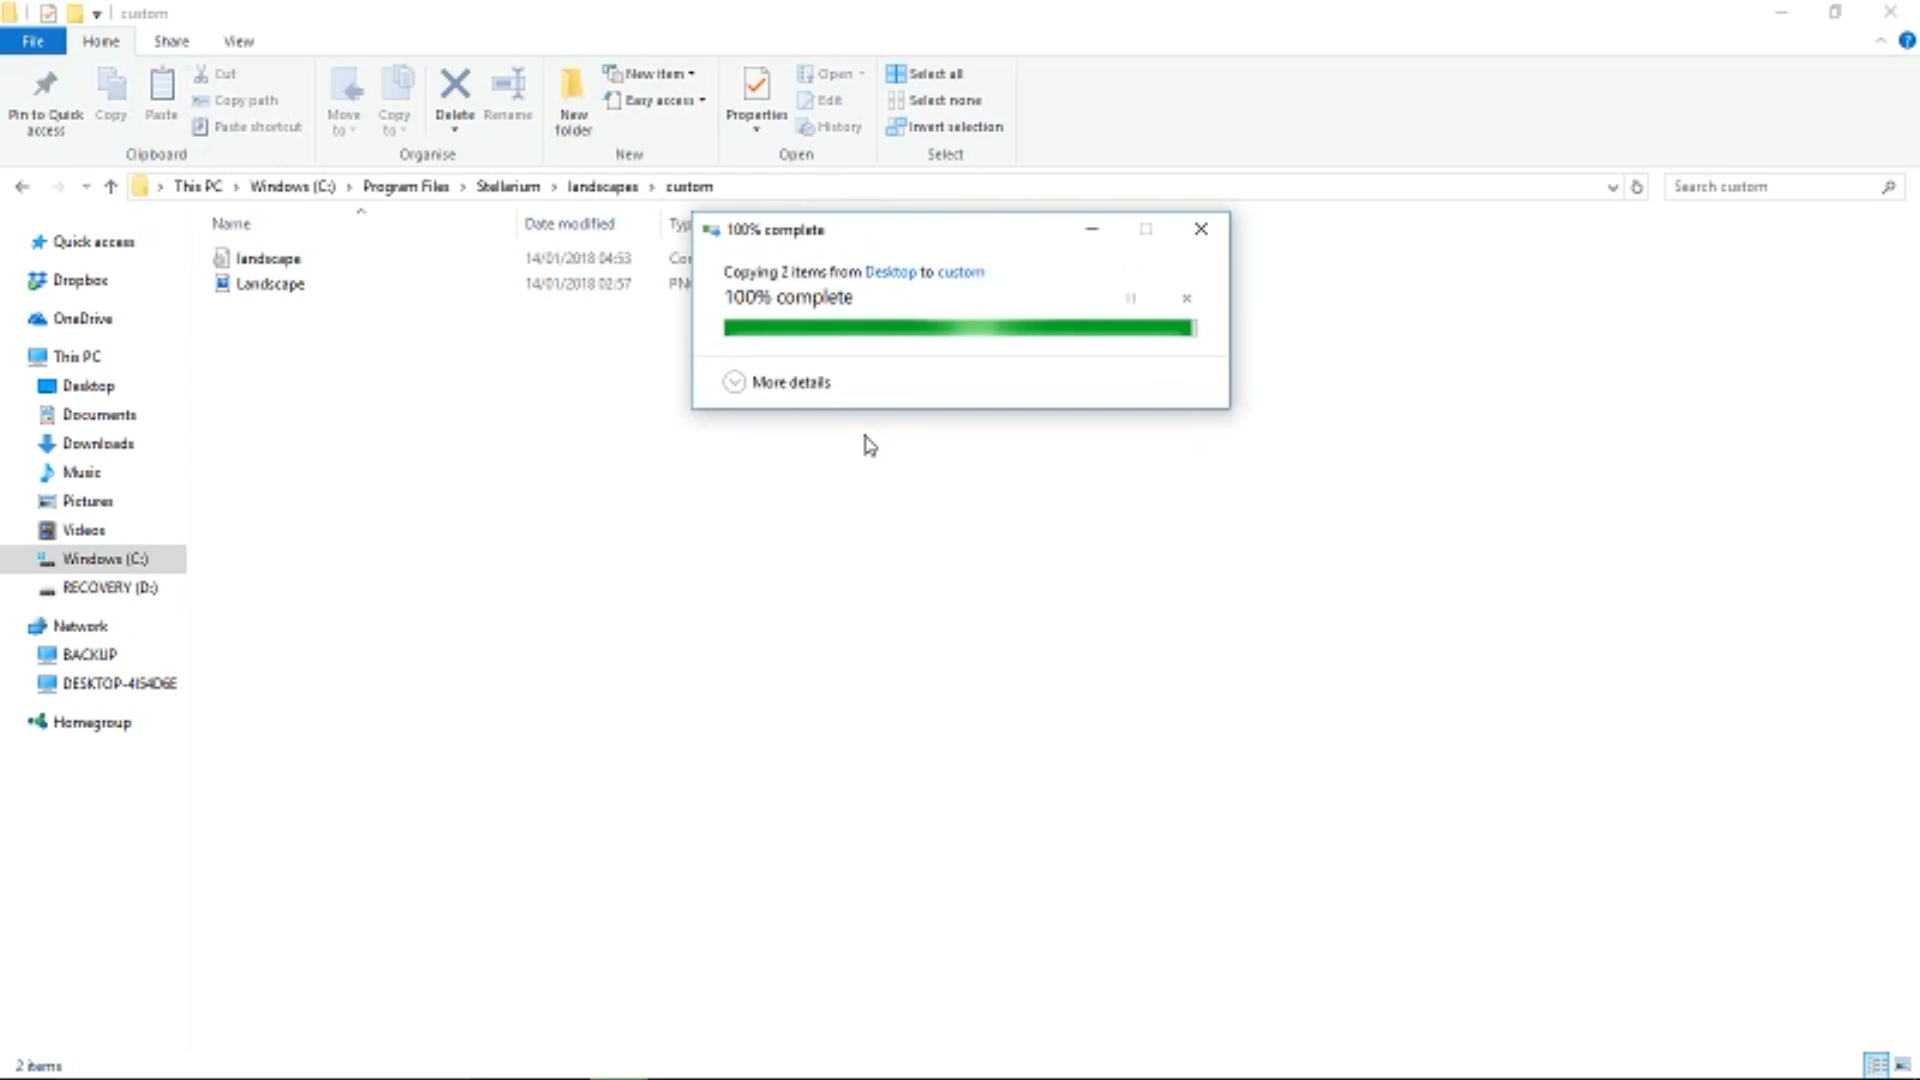 custom
File Home Share View
Pin to Quick access
Copy
Paste
Cut
Copy path
Paste shortcut
Clipboard
Move to
Copy to
Delete
Rename
Organise
New folder
New item
Easy access
New
Properties
Open
Edit
History
Open
Select all
Select none
Invert selection
Select
This PC > Windows (C:) > Program Files > Stellarium > landscapes > custom
Search custom
Name Date modified Typ
landscape 14/01/2018 04:53 Cor
Landscape 14/01/2018 02:57 PN
100% complete
Copying 2 items from Desktop to custom
100% complete
More details
Quick access
Dropbox
OneDrive
This PC
Desktop
Documents
Downloads
Music
Pictures
Videos
Windows (C:)
RECOVERY (D:)
Network
BACKUP
DESKTOP-4I54D6E
Homegroup
2 items